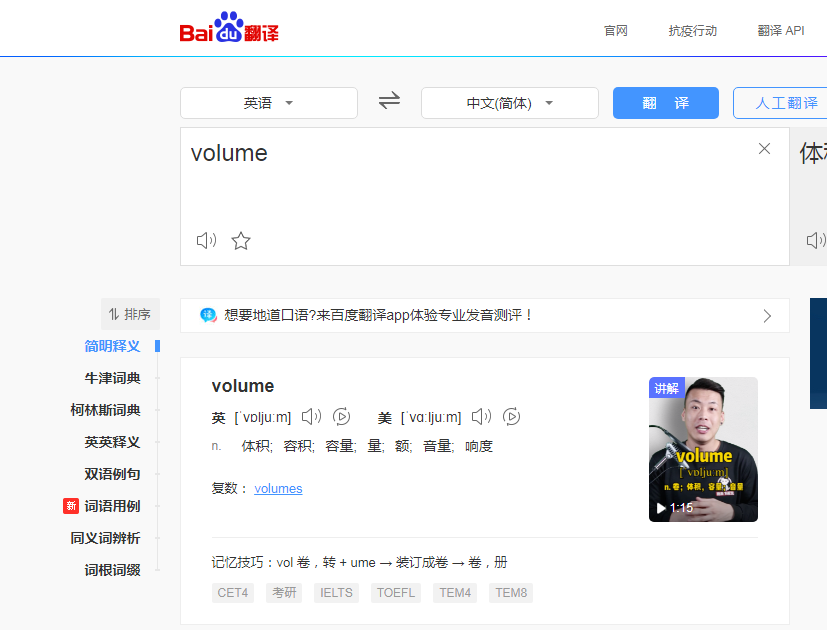 Baidu翻译 官网 抗疫行动 翻译 API
英语 中文(简体) 翻 译 人工翻译
volume
体积
排序
想要地道口语?来百度翻译app体验专业发音测评！
简明释义
牛津词典
柯林斯词典
英英释义
双语例句
新 词语用例
同义词辨析
词根词缀
volume
英 [ˈvɒljuːm] 美 [ˈvɑːljuːm]
n. 体积; 容积; 容量; 量; 额; 音量; 响度
复数： volumes
讲解
volume
[ˈvɒljuːm]
n. 卷；体积，容量；音量
1:15
记忆技巧：vol 卷，转 + ume → 装订成卷 → 卷，册
CET4 考研 IELTS TOEFL TEM4 TEM8